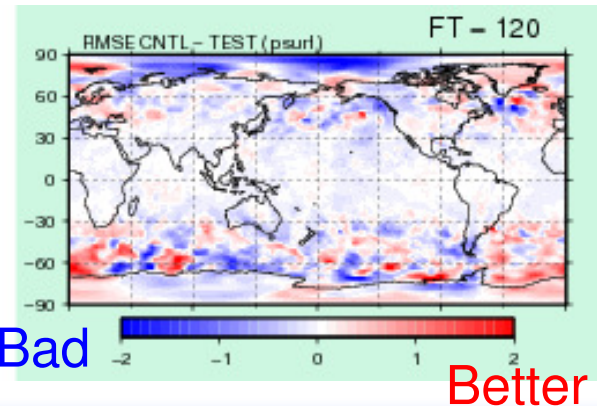 FT – 120
RMSE CNTL – TEST (psurf)
90
60
30
0
–30
–60
–90
–2 –1 0 1 2
Bad
Better